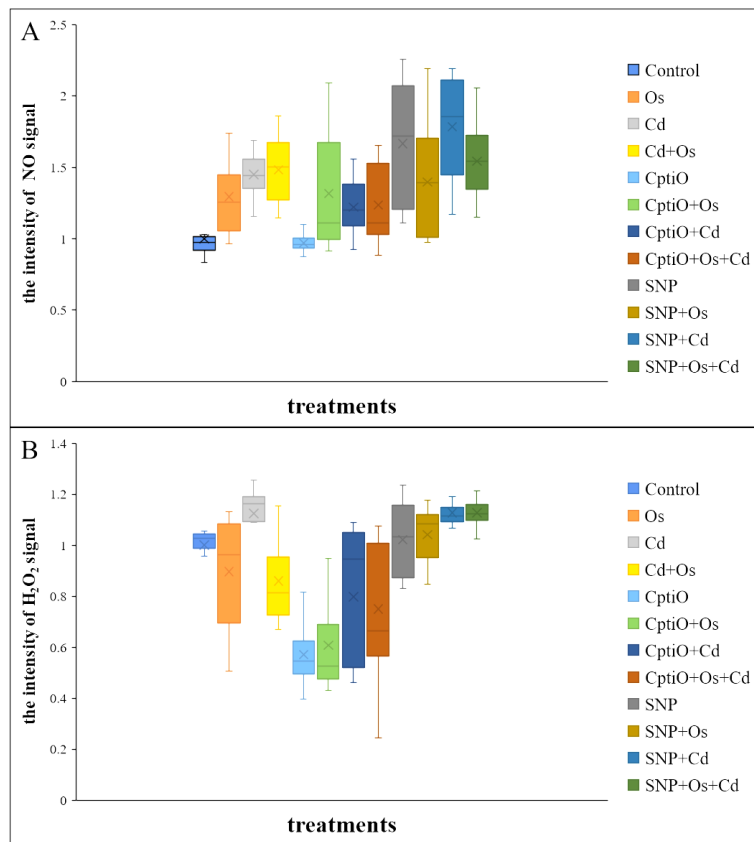 A
the intensity of NO signal
2.5
2
1.5
1
0.5
0
treatments
Control
Os
Cd
Cd+Os
CptiO
CptiO+Os
CptiO+Cd
CptiO+Os+Cd
SNP
SNP+Os
SNP+Cd
SNP+Os+Cd
B
the intensity of H₂O₂ signal
1.4
1.2
1
0.8
0.6
0.4
0.2
0
treatments
Control
Os
Cd
Cd+Os
CptiO
CptiO+Os
CptiO+Cd
CptiO+Os+Cd
SNP
SNP+Os
SNP+Cd
SNP+Os+Cd